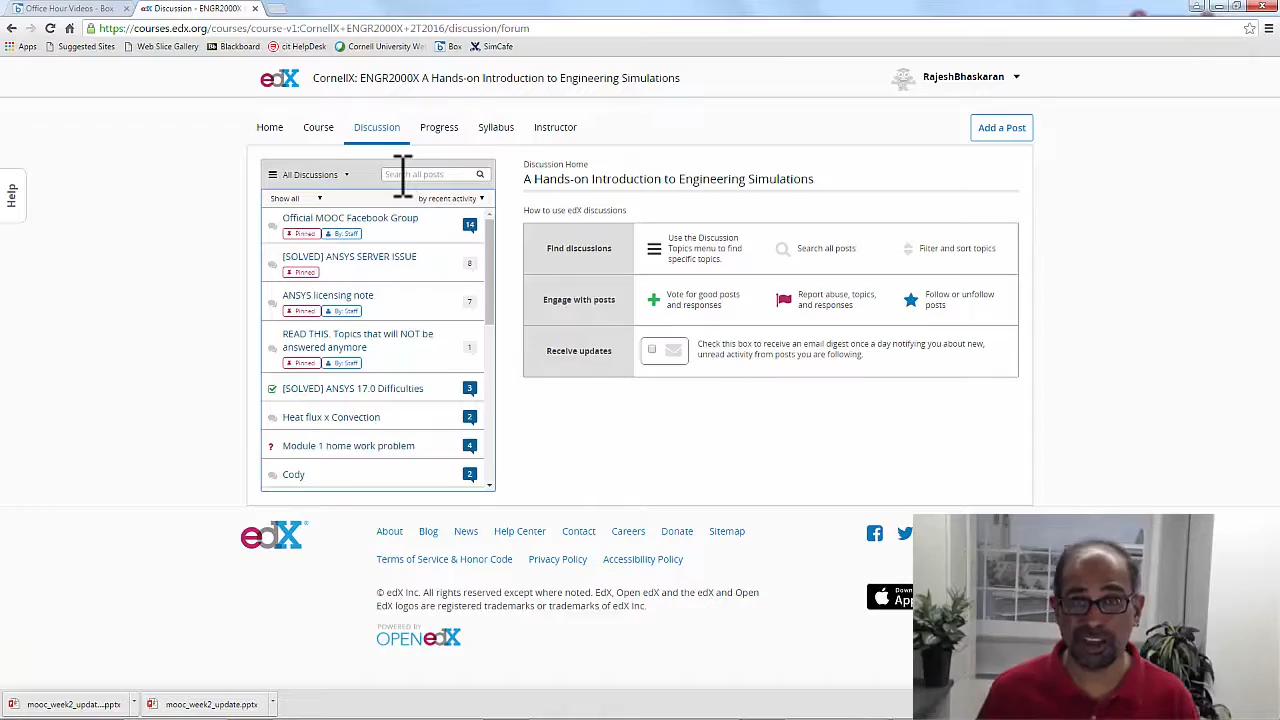 Office Hour Videos - Box
Discussion - ENGR2000X
https://courses.edx.org/courses/course-v1:CornellX+ENGR2000X+2T2016/discussion/forum
Apps Suggested Sites Web Slice Gallery Blackboard cit HelpDesk Cornell University We Box SimCafe
edX CornellX: ENGR2000X A Hands-on Introduction to Engineering Simulations RajeshBhaskaran
Home Course Discussion Progress Syllabus Instructor Add a Post
Help
All Discussions Search all posts
Show all by recent activity
Official MOOC Facebook Group 14
Pinned By: Staff
[SOLVED] ANSYS SERVER ISSUE 8
Pinned
ANSYS licensing note 7
Pinned By: Staff
READ THIS. Topics that will NOT be
answered anymore 1
Pinned By: Staff
[SOLVED] ANSYS 17.0 Difficulties 3
Heat flux x Convection 2
? Module 1 home work problem 4
Cody 2
Discussion Home
A Hands-on Introduction to Engineering Simulations
How to use edX discussions
Find discussions
Use the Discussion
Topics menu to find
specific topics.
Search all posts
Filter and sort topics
Engage with posts
Vote for good posts
and responses
Report abuse, topics,
and responses
Follow or unfollow
posts
Receive updates
Check this box to receive an email digest once a day notifying you about new,
unread activity from posts you are following.
edX
About Blog News Help Center Contact Careers Donate Sitemap
Terms of Service & Honor Code Privacy Policy Accessibility Policy
© edX Inc. All rights reserved except where noted. EdX, Open edX and the edX and Open
EdX logos are registered trademarks or trademarks of edX Inc.
POWERED BY
OPEN edX
mooc_week2_updat....pptx mooc_week2_update.pptx